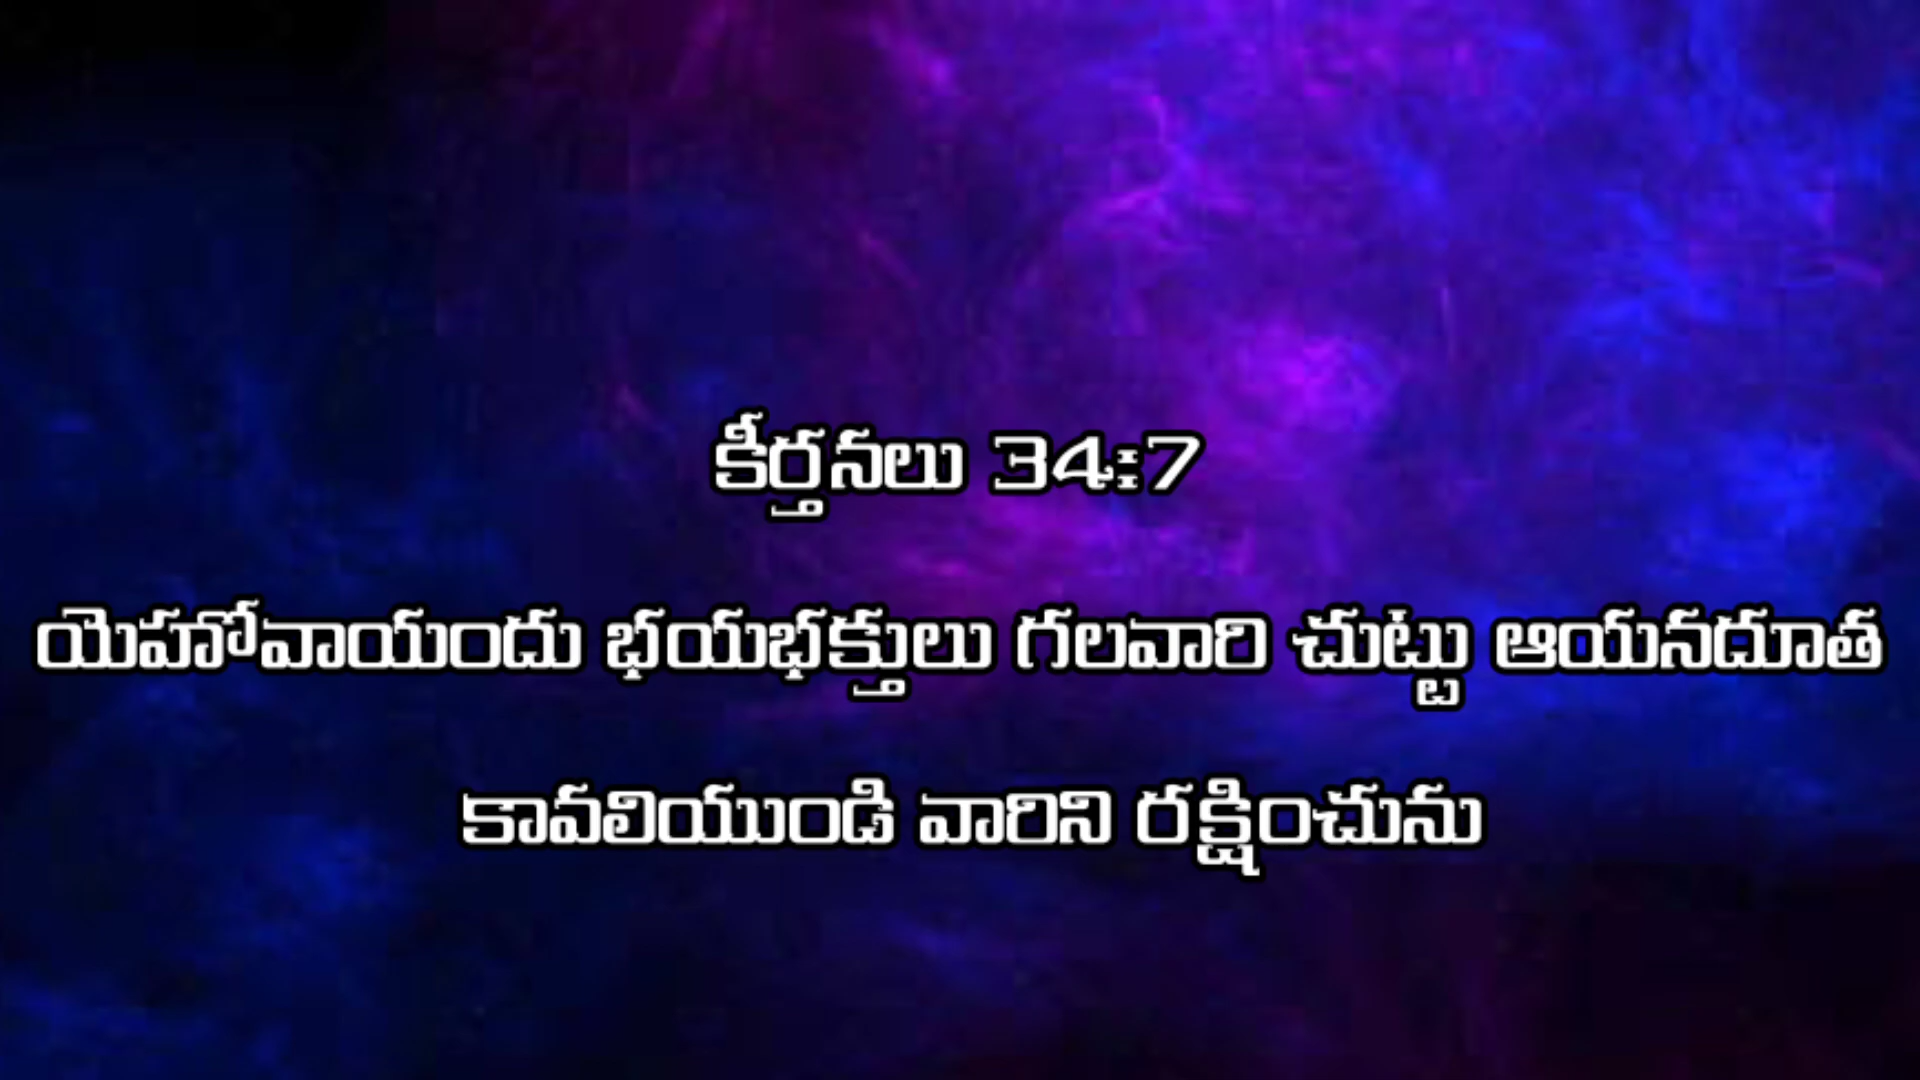 కీర్తనలు 34:7
యెహోవాయందు భయభక్తులు గలవారి చుట్టు ఆయనదూత
కావలియుండి వారిని రక్షించును